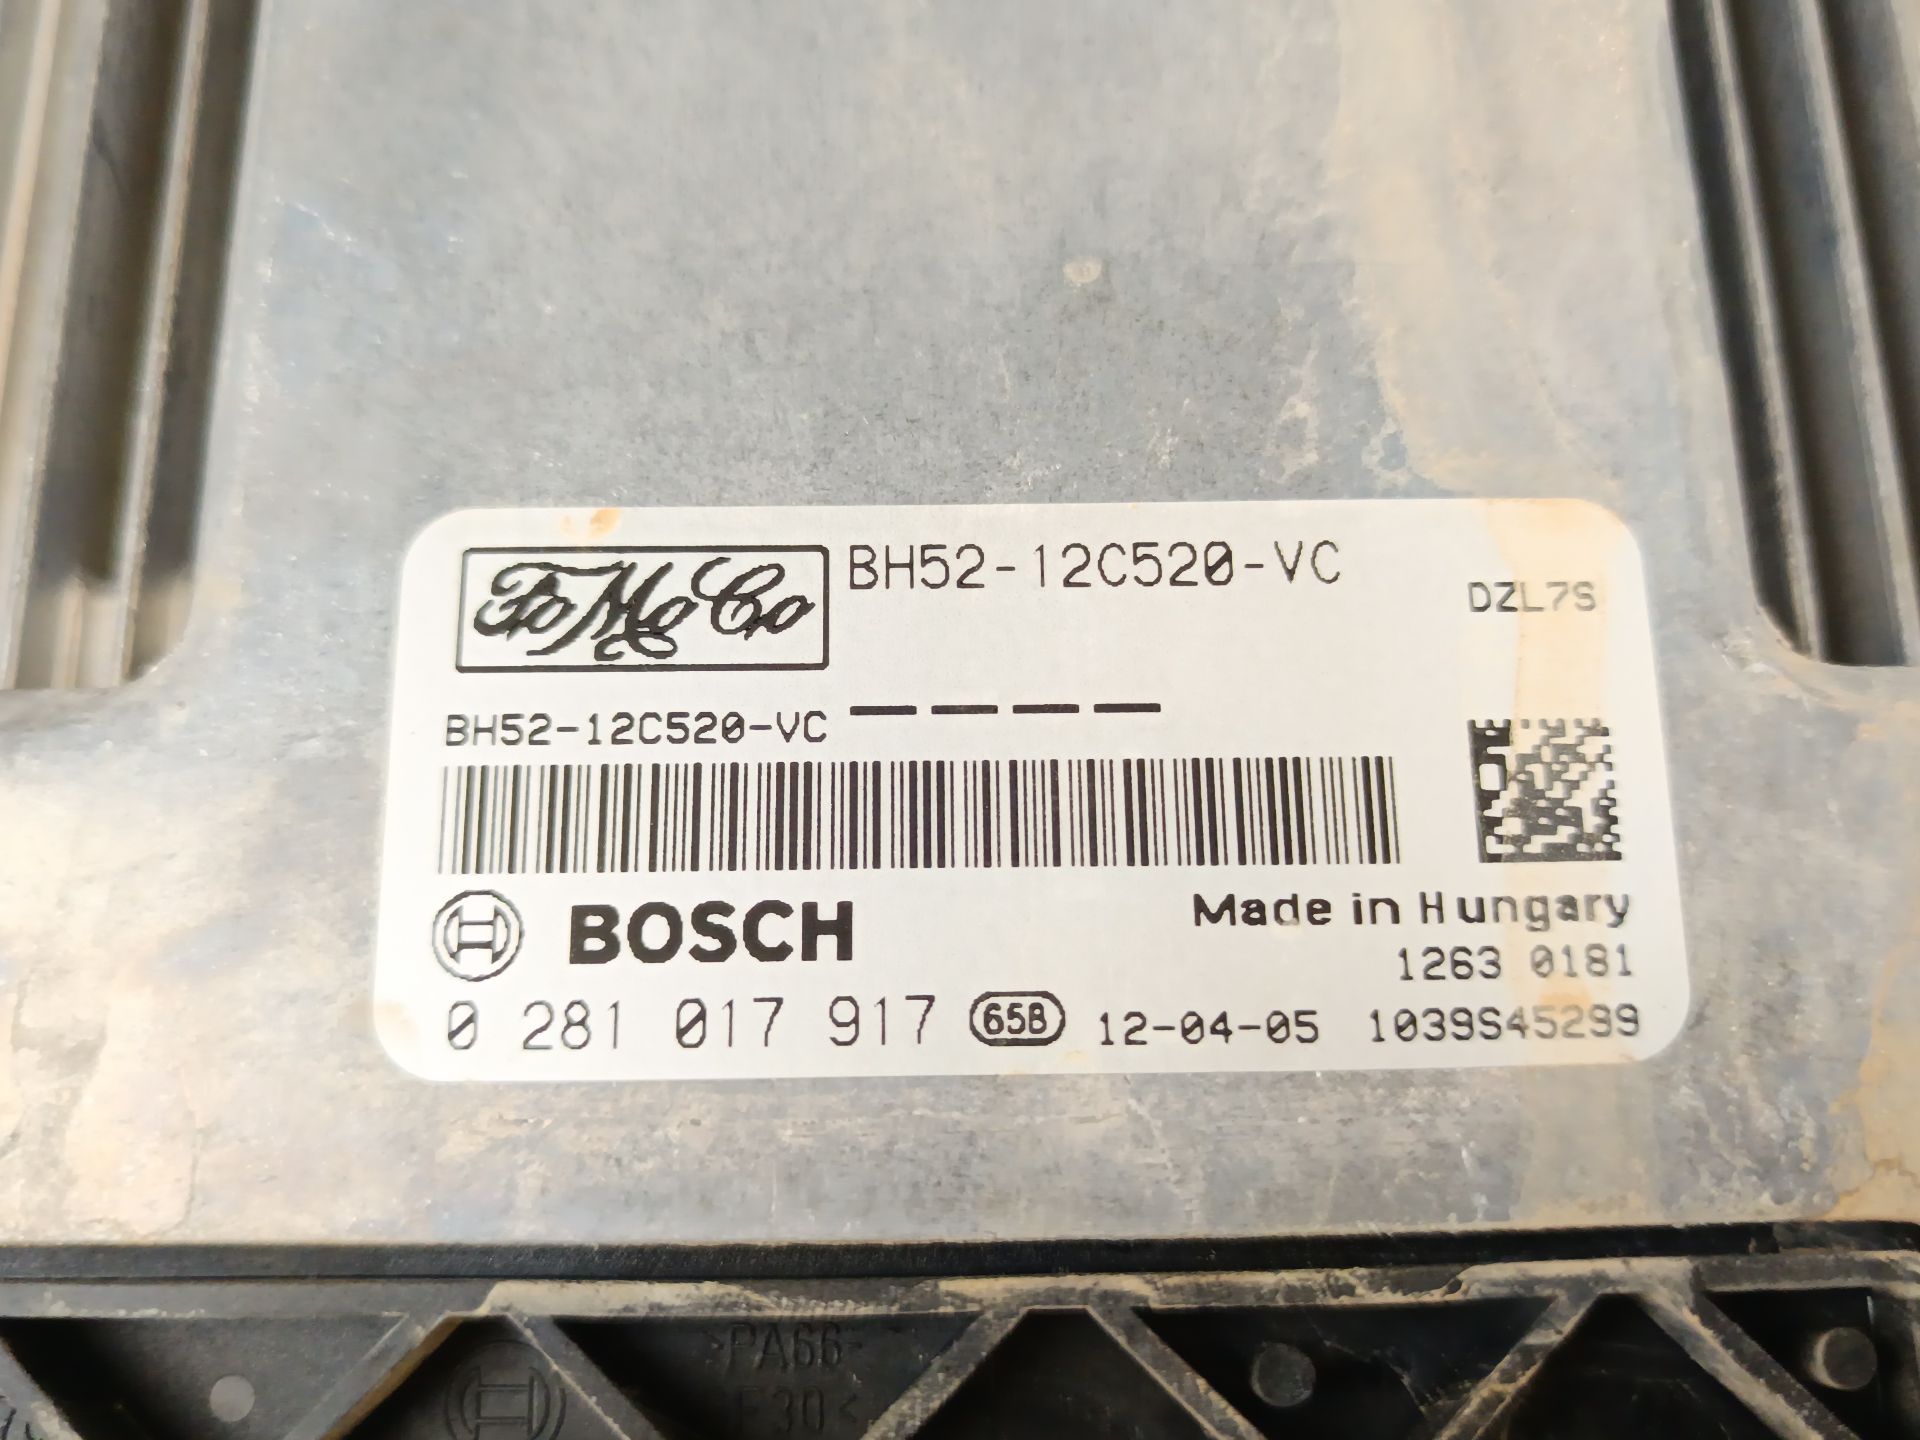 FoMoCo BH52-12C520-VC
DZL7S
BH52-12C520-VC
BOSCH
Made in Hungary
1263 0181
0 281 017 917 65B 12-04-05 1039S45299
>PA66-
F30<